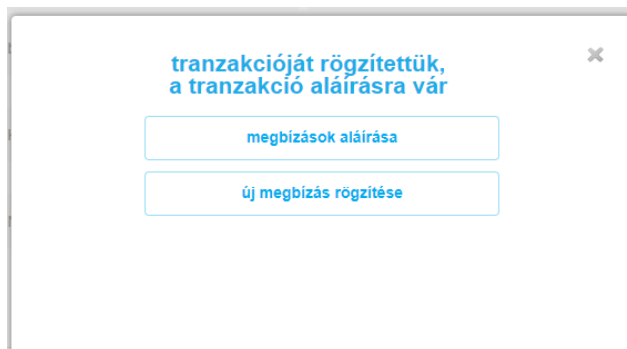 tranzakcióját rögzítettük,
a tranzakció aláírásra vár
megbízások aláírása
új megbízás rögzítése